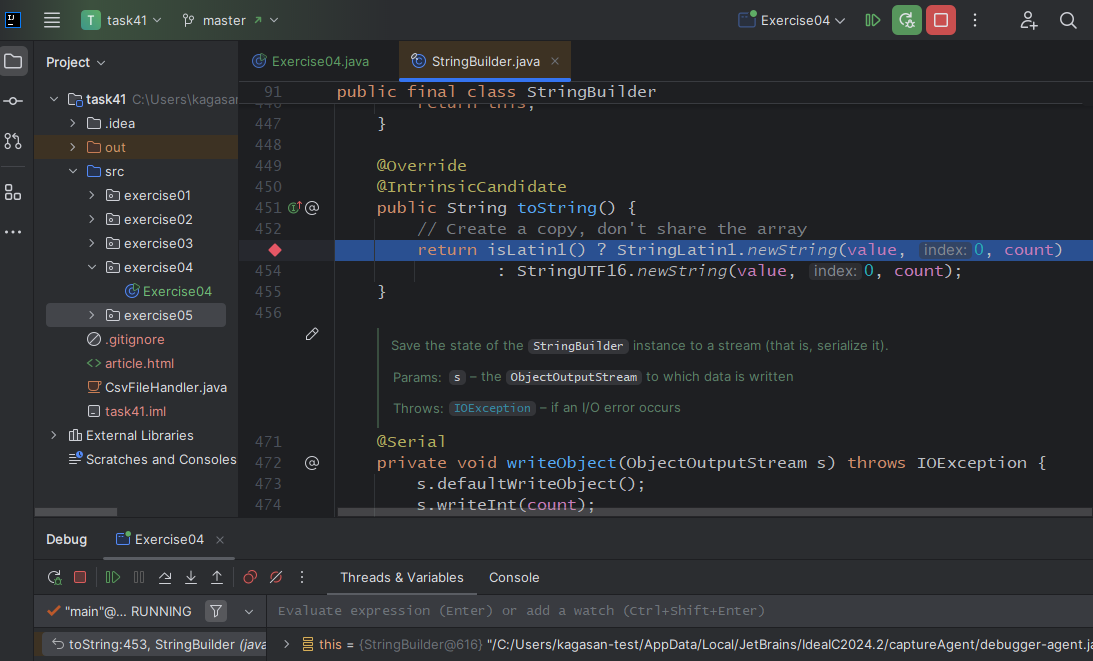 T task41 master Exercise04
Project
Exercise04.java StringBuilder.java
task41 C:\Users\kagasan
.idea
out
src
exercise01
exercise02
exercise03
exercise04
Exercise04
exercise05
.gitignore
article.html
CsvFileHandler.java
task41.iml
External Libraries
Scratches and Consoles
91 public final class StringBuilder
446 return this;
447 }
448
449 @Override
450 @IntrinsicCandidate
451 public String toString() {
452 // Create a copy, don't share the array
return isLatin1() ? StringLatin1.newString(value, index: 0, count)
454 : StringUTF16.newString(value, index: 0, count);
455 }
456
Save the state of the StringBuilder instance to a stream (that is, serialize it).
Params: s – the ObjectOutputStream to which data is written
Throws: IOException – if an I/O error occurs
471 @Serial
472 private void writeObject(ObjectOutputStream s) throws IOException {
473 s.defaultWriteObject();
474 s.writeInt(count);
Debug Exercise04
Threads & Variables Console
"main"@... RUNNING
Evaluate expression (Enter) or add a watch (Ctrl+Shift+Enter)
toString:453, StringBuilder (java
this = {StringBuilder@616} "/C:/Users/kagasan-test/AppData/Local/JetBrains/IdealC2024.2/captureAgent/debugger-agent.ja